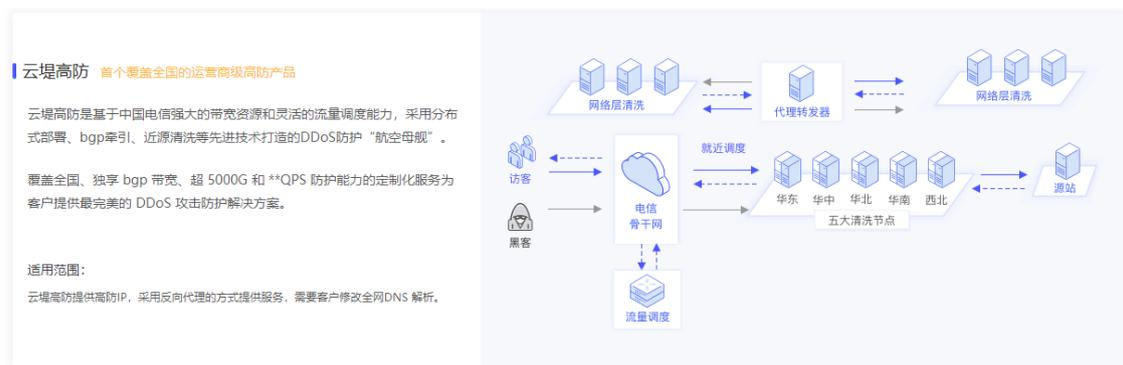 云堤高防 首个覆盖全国的运营商级高防产品
云堤高防是基于中国电信强大的带宽资源和灵活的流量调度能力，采用分布
式部署、bgp牵引、近源清洗等先进技术打造的DDoS防护“航空母舰”。
覆盖全国、独享 bgp 带宽、超 5000G 和 **QPS 防护能力的定制化服务为
客户提供最完美的 DDoS 攻击防护解决方案。
适用范围：
云堤高防提供高防IP，采用反向代理的方式提供服务，需要客户修改全网DNS 解析。
网络层清洗
代理转发器
网络层清洗
访客
黑客
电信
骨干网
就近调度
华东
华中
华北
华南
西北
五大清洗节点
源站
流量调度